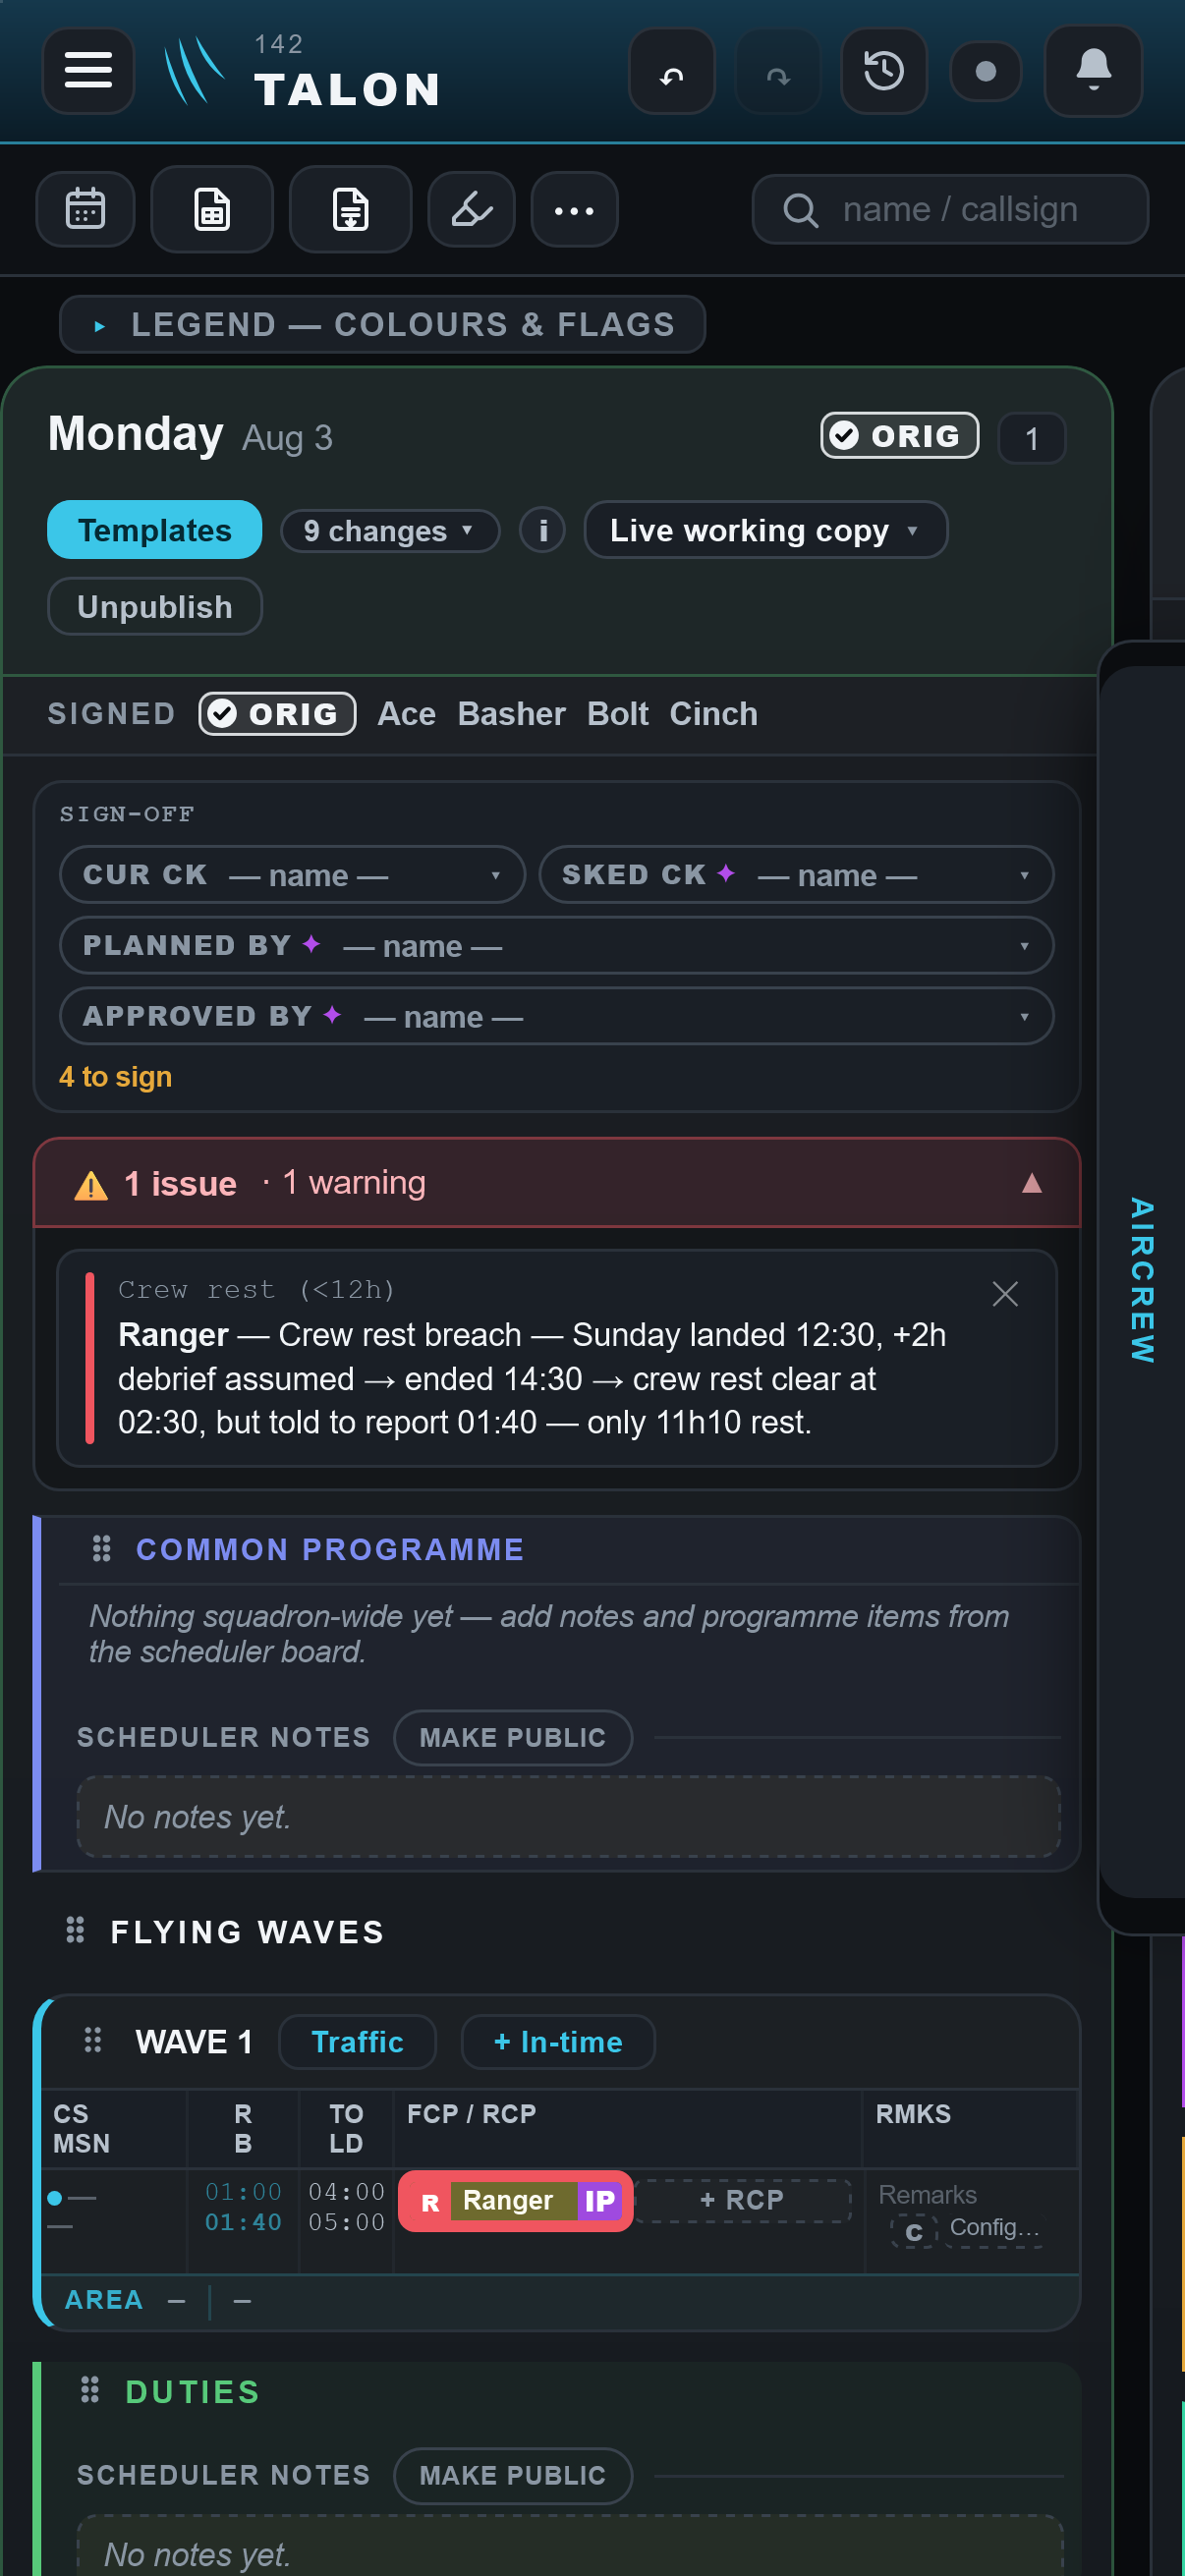 142
TALON
name / callsign
LEGEND — COLOURS & FLAGS
Monday Aug 3 ORIG 1
Templates 9 changes i Live working copy
Unpublish
SIGNED ORIG Ace Basher Bolt Cinch
SIGN-OFF
CUR CK — name — SKED CK — name —
PLANNED BY — name —
APPROVED BY — name —
4 to sign
1 issue · 1 warning
Crew rest (<12h)
Ranger — Crew rest breach — Sunday landed 12:30, +2h
debrief assumed → ended 14:30 → crew rest clear at
02:30, but told to report 01:40 — only 11h10 rest.
AIRCREW
COMMON PROGRAMME
Nothing squadron-wide yet — add notes and programme items from
the scheduler board.
SCHEDULER NOTES MAKE PUBLIC
No notes yet.
FLYING WAVES
WAVE 1 Traffic + In-time
CS R TO FCP / RCP RMKS
MSN B LD
— 01:00 04:00 R Ranger IP + RCP Remarks
— 01:40 05:00 C Config...
AREA – –
DUTIES
SCHEDULER NOTES MAKE PUBLIC
No notes yet.